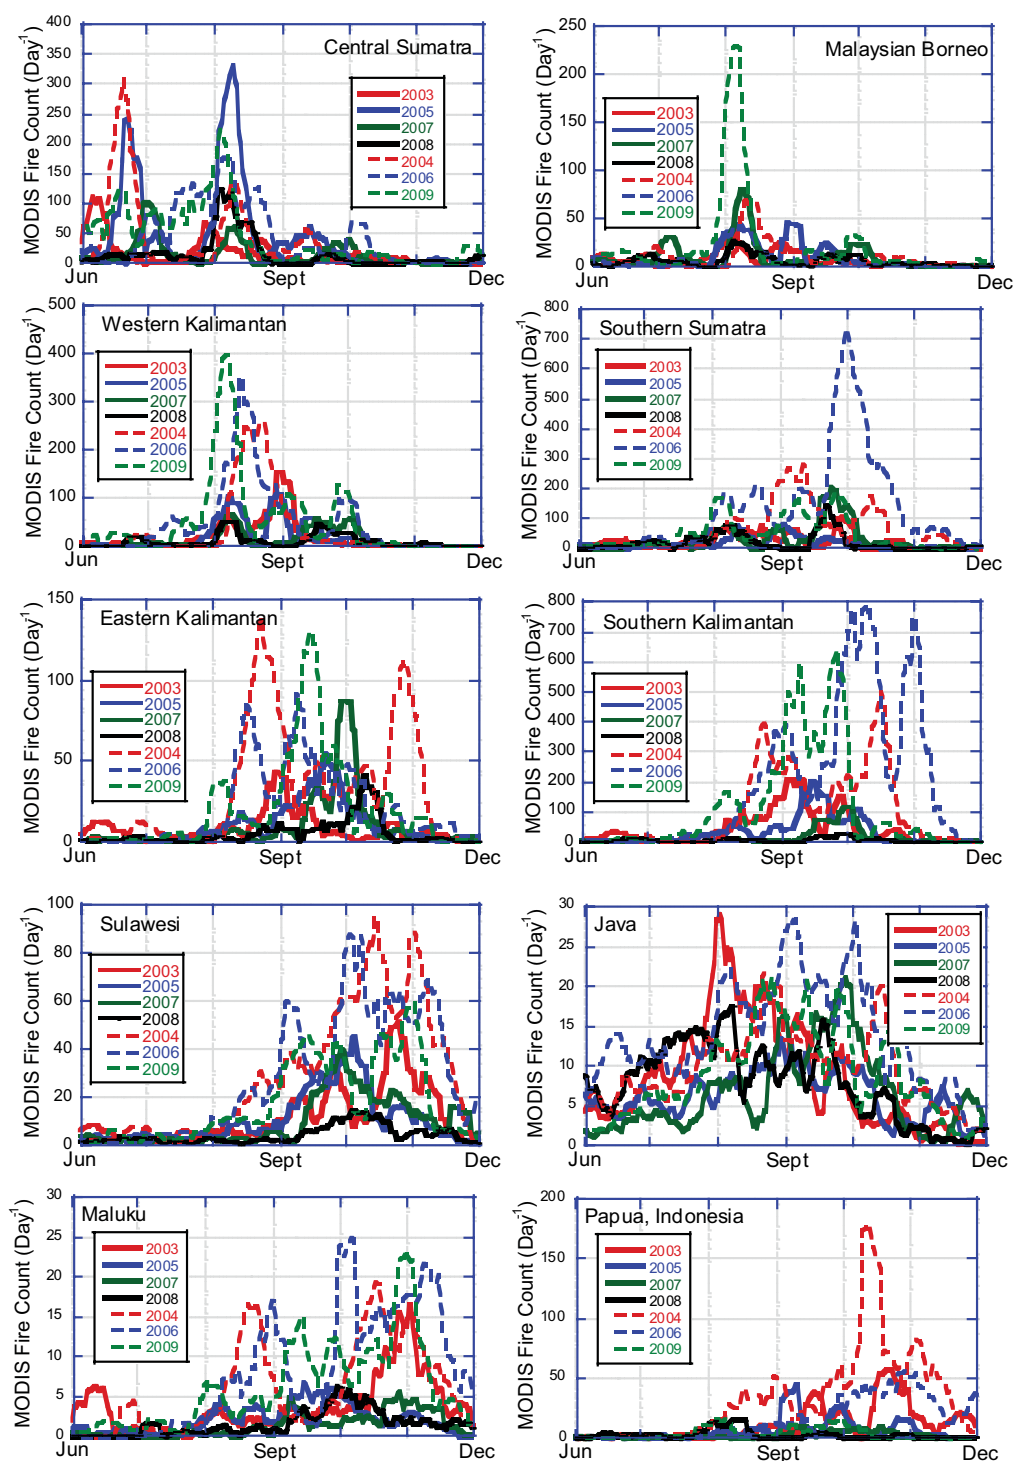 Central Sumatra
MODIS Fire Count (Day-1)
400
350
300
250
200
150
100
50
0
2003
2005
2007
2008
2004
2006
2009
Jun
Sept
Dec
Malaysian Borneo
MODIS Fire Count (Day-1)
250
200
150
100
50
0
2003
2005
2007
2008
2004
2006
2009
Jun
Sept
Dec
Western Kalimantan
MODIS Fire Count (Day-1)
500
400
300
200
100
0
2003
2005
2007
2008
2004
2006
2009
Jun
Sept
Dec
Southern Sumatra
MODIS Fire Count (Day-1)
800
700
600
500
400
300
200
100
0
2003
2005
2007
2008
2004
2006
2009
Jun
Sept
Dec
Eastern Kalimantan
MODIS Fire Count (Day-1)
150
100
50
0
2003
2005
2007
2008
2004
2006
2009
Jun
Sept
Dec
Southern Kalimantan
MODIS Fire Count (Day-1)
800
700
600
500
400
300
200
100
0
2003
2005
2007
2008
2004
2006
2009
Jun
Sept
Dec
Sulawesi
MODIS Fire Count (Day-1)
100
80
60
40
20
0
2003
2005
2007
2008
2004
2006
2009
Jun
Sept
Dec
Java
MODIS Fire Count (Day-1)
30
25
20
15
10
5
0
2003
2005
2007
2008
2004
2006
2009
Jun
Sept
Dec
Maluku
MODIS Fire Count (Day-1)
30
25
20
15
10
5
0
2003
2005
2007
2008
2004
2006
2009
Jun
Sept
Dec
Papua, Indonesia
MODIS Fire Count (Day-1)
200
150
100
50
0
2003
2005
2007
2008
2004
2006
2009
Jun
Sept
Dec